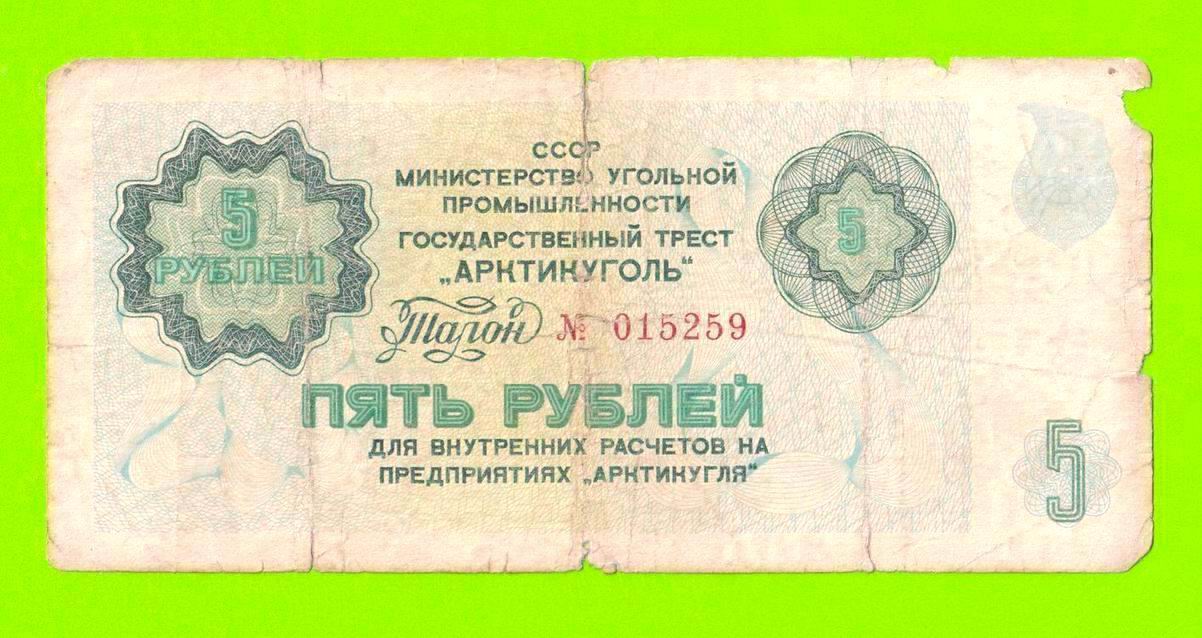 СССР
МИНИСТЕРСТВО УГОЛЬНОЙ
ПРОМЫШЛЕННОСТИ
ГОСУДАРСТВЕННЫЙ ТРЕСТ
„АРКТИКУГОЛЬ“
5
РУБЛЕЙ
5
Талон № 015259
ПЯТЬ РУБЛЕЙ
ДЛЯ ВНУТРЕННИХ РАСЧЕТОВ НА
ПРЕДПРИЯТИЯХ „АРКТИКУГЛЯ“
5